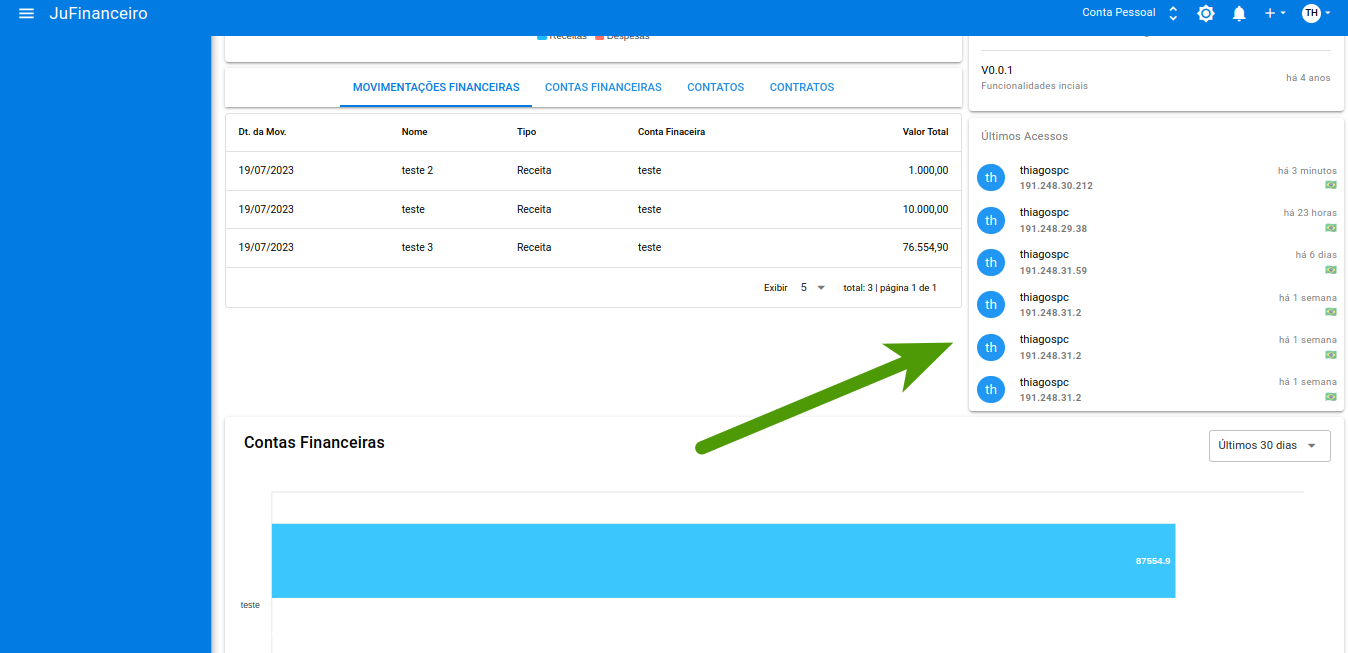 JuFinanceiro
Conta Pessoal
TH
Receitas Despesas
MOVIMENTAÇÕES FINANCEIRAS CONTAS FINANCEIRAS CONTATOS CONTRATOS
Dt. da Mov. Nome Tipo Conta Finaceira Valor Total
19/07/2023 teste 2 Receita teste 1.000,00
19/07/2023 teste Receita teste 10.000,00
19/07/2023 teste 3 Receita teste 76.554,90
Exibir 5 total: 3 | página 1 de 1
V0.0.1
há 4 anos
Funcionalidades inciais
Últimos Acessos
th thiagospc há 3 minutos
191.248.30.212
th thiagospc há 23 horas
191.248.29.38
th thiagospc há 6 dias
191.248.31.59
th thiagospc há 1 semana
191.248.31.2
th thiagospc há 1 semana
191.248.31.2
th thiagospc há 1 semana
191.248.31.2
Contas Financeiras
Últimos 30 dias
87554.9
teste